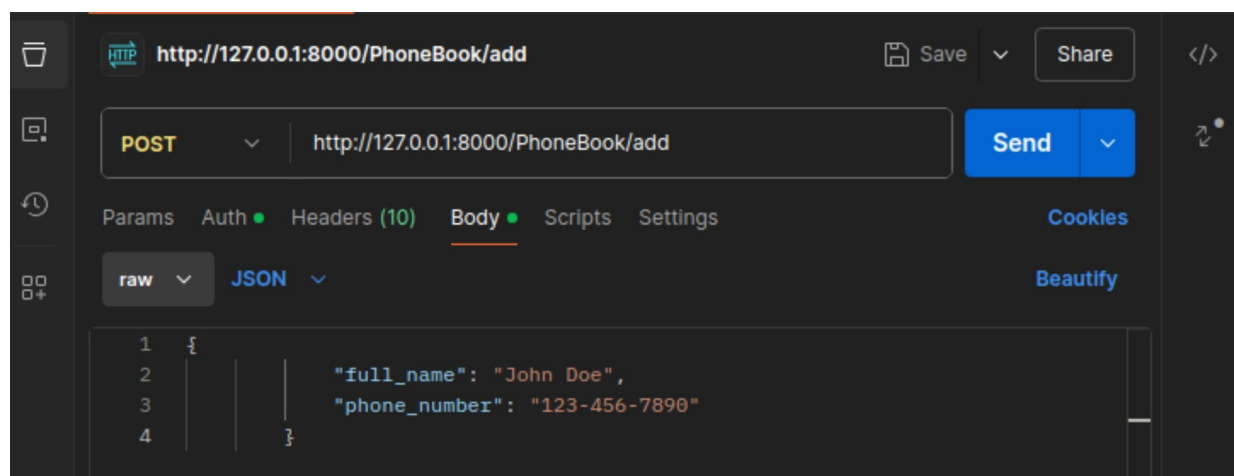 HTTP http://127.0.0.1:8000/PhoneBook/add Save Share </>
POST http://127.0.0.1:8000/PhoneBook/add Send
Params Auth Headers (10) Body Scripts Settings Cookies
raw JSON Beautify
1 {
2 "full_name": "John Doe",
3 "phone_number": "123-456-7890"
4 }